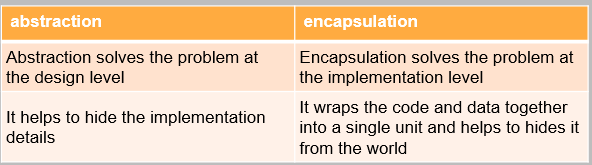 abstraction
encapsulation
Abstraction solves the problem at
the design level
Encapsulation solves the problem at
the implementation level
It helps to hide the implementation
details
It wraps the code and data together
into a single unit and helps to hides it
from the world